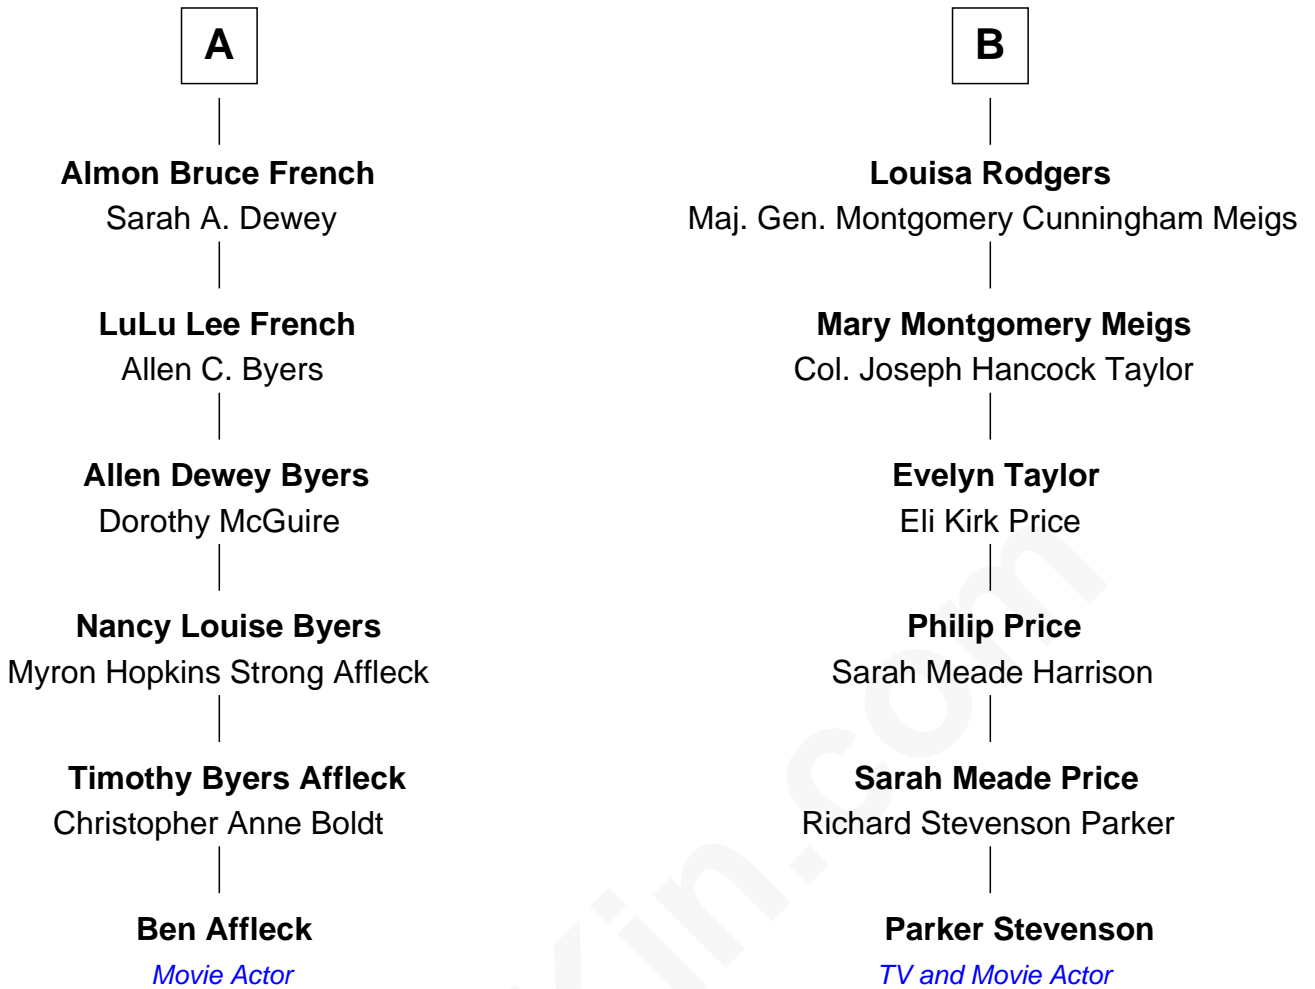 A
Almon Bruce French
Sarah A. Dewey
LuLu Lee French
Allen C. Byers
Allen Dewey Byers
Dorothy McGuire
Nancy Louise Byers
Myron Hopkins Strong Affleck
Timothy Byers Affleck
Christopher Anne Boldt
Ben Affleck
Movie Actor
B
Louisa Rodgers
Maj. Gen. Montgomery Cunningham Meigs
Mary Montgomery Meigs
Col. Joseph Hancock Taylor
Evelyn Taylor
Eli Kirk Price
Philip Price
Sarah Meade Harrison
Sarah Meade Price
Richard Stevenson Parker
Parker Stevenson
TV and Movie Actor
Kin.com